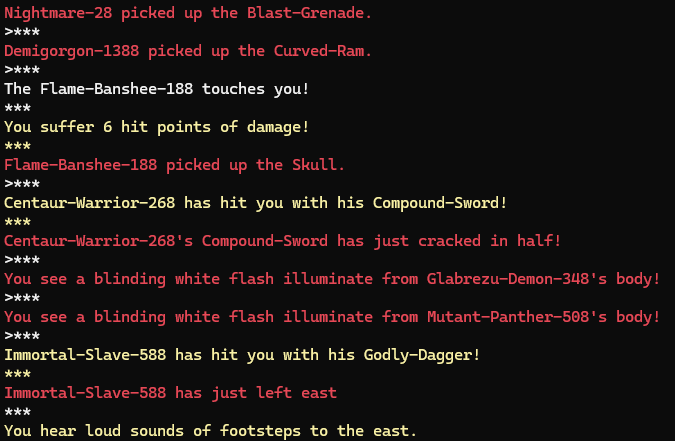 Nightmare-28 picked up the Blast-Grenade.
>***
Demigorgon-1388 picked up the Curved-Ram.
>***
The Flame-Banshee-188 touches you!
***
You suffer 6 hit points of damage!
***
Flame-Banshee-188 picked up the Skull.
>***
Centaur-Warrior-268 has hit you with his Compound-Sword!
***
Centaur-Warrior-268's Compound-Sword has just cracked in half!
>***
You see a blinding white flash illuminate from Glabrezu-Demon-348's body!
>***
You see a blinding white flash illuminate from Mutant-Panther-508's body!
>***
Immortal-Slave-588 has hit you with his Godly-Dagger!
***
Immortal-Slave-588 has just left east
***
You hear loud sounds of footsteps to the east.